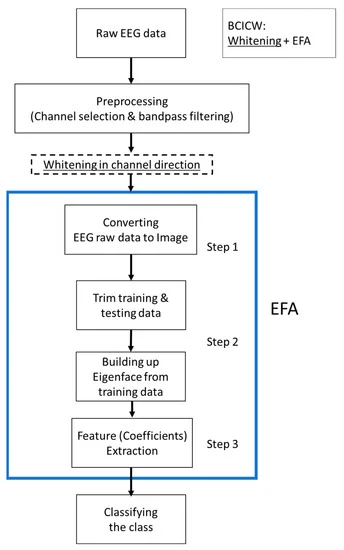 Raw EEG data
BCICW:
Whitening + EFA
Preprocessing
(Channel selection & bandpass filtering)
Whitening in channel direction
Converting
EEG raw data to Image
Step 1
Trim training &
testing data
EFA
Step 2
Building up
Eigenface from
training data
Feature (Coefficients)
Extraction
Step 3
Classifying
the class